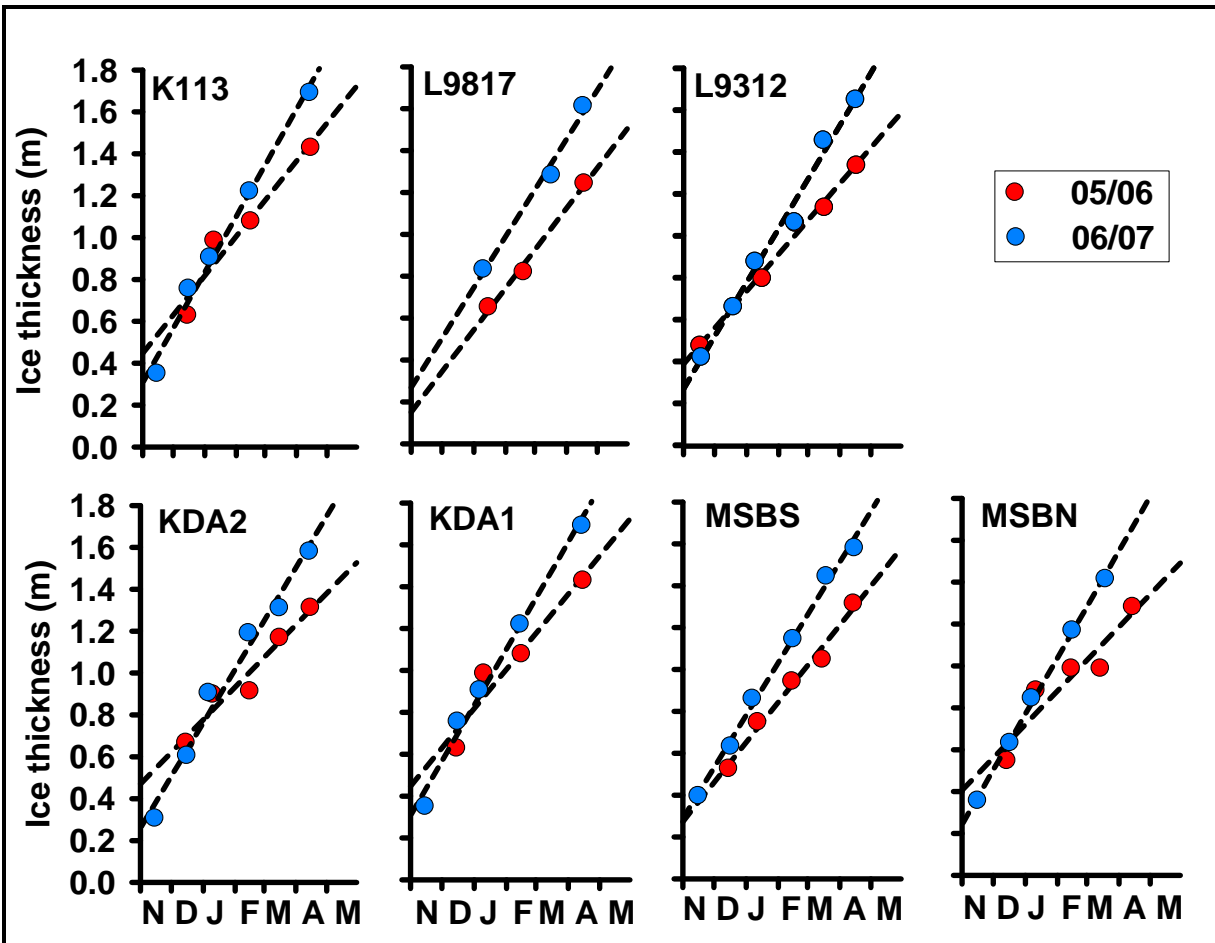 K113
L9817
L9312
Ice thickness (m)
1.8
1.6
1.4
1.2
1.0
0.8
0.6
0.4
0.2
0.0
05/06
06/07
KDA2
KDA1
MSBS
MSBN
Ice thickness (m)
1.8
1.6
1.4
1.2
1.0
0.8
0.6
0.4
0.2
0.0
N D J F M A M
N D J F M A M
N D J F M A M
N D J F M A M